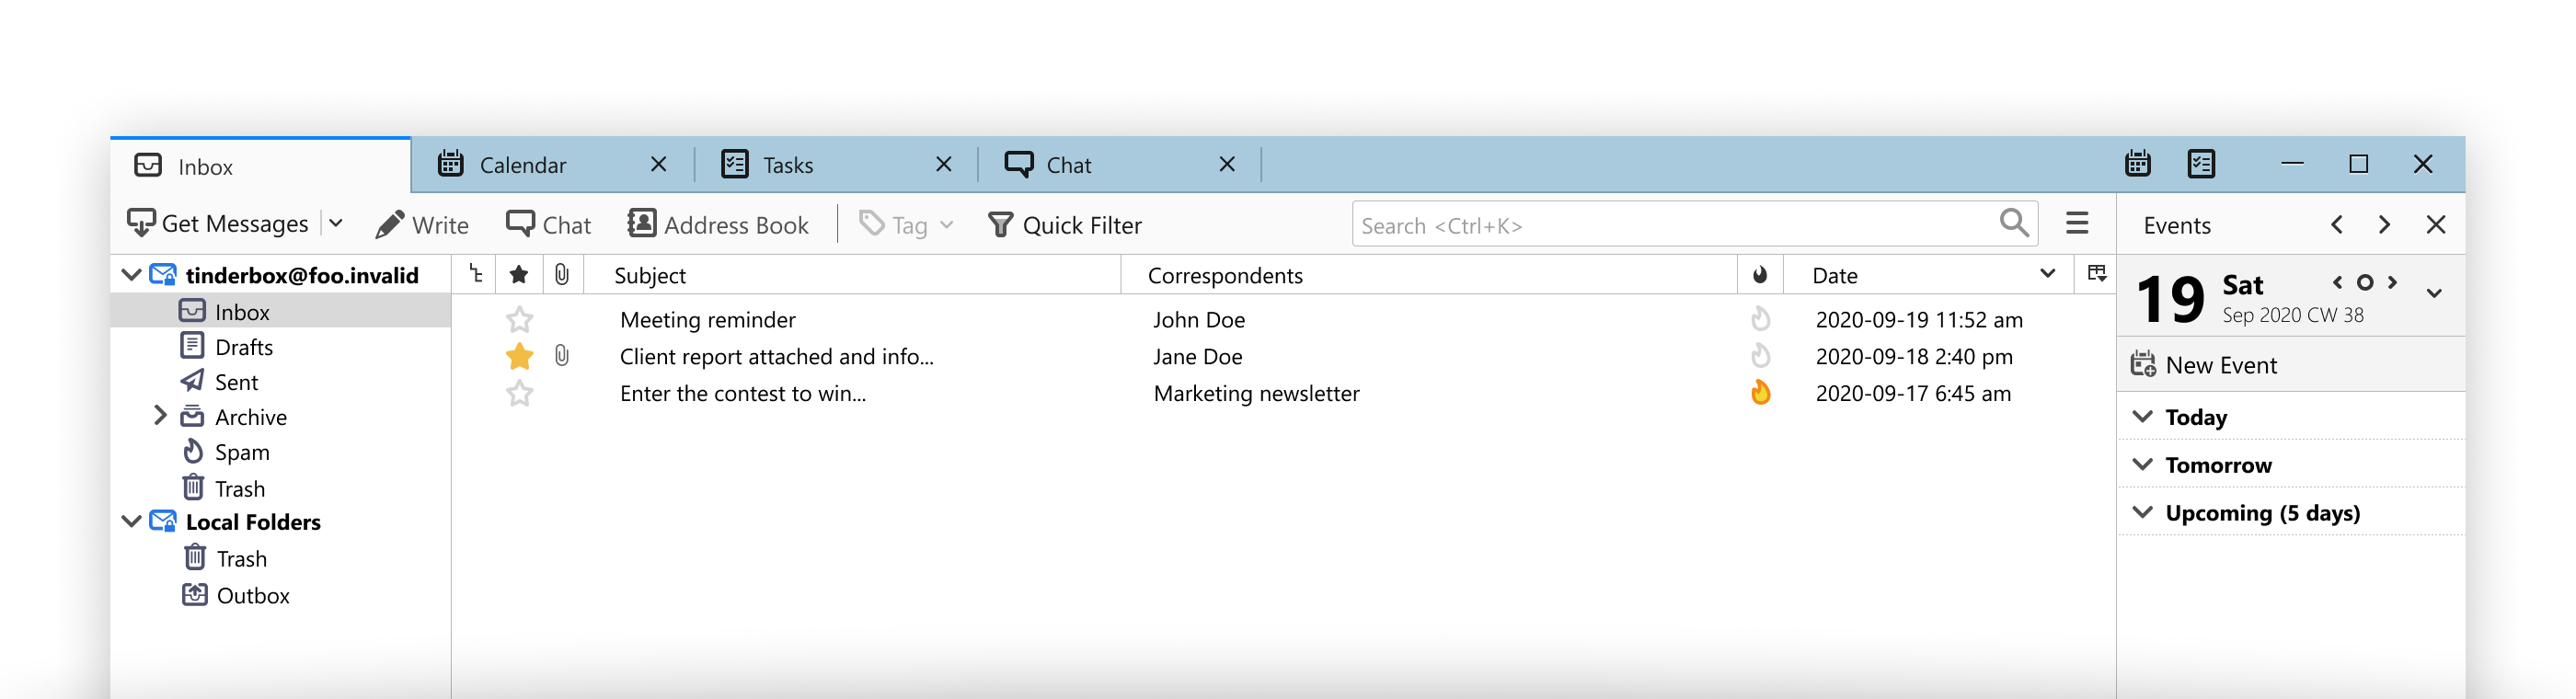 Inbox
Calendar
Tasks
Chat
Get Messages
Write
Chat
Address Book
Tag
Quick Filter
Search <Ctrl+K>
Events
tinderbox@foo.invalid
Inbox
Drafts
Sent
Archive
Spam
Trash
Local Folders
Trash
Outbox
Subject Correspondents Date
Meeting reminder John Doe 2020-09-19 11:52 am
Client report attached and info... Jane Doe 2020-09-18 2:40 pm
Enter the contest to win... Marketing newsletter 2020-09-17 6:45 am
19 Sat
Sep 2020 CW 38
New Event
Today
Tomorrow
Upcoming (5 days)